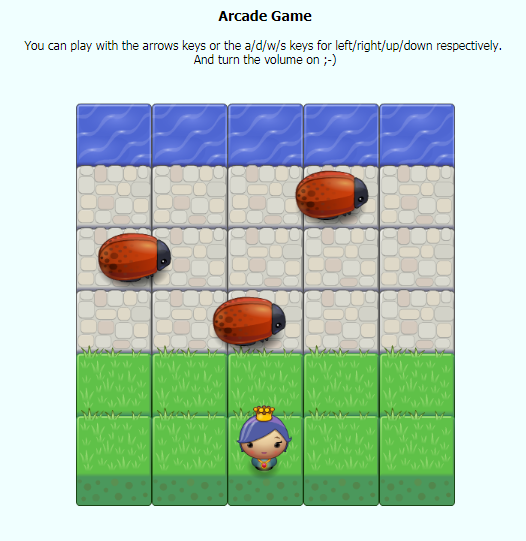 Arcade Game
You can play with the arrows keys or the a/d/w/s keys for left/right/up/down respectively.
And turn the volume on ;-)